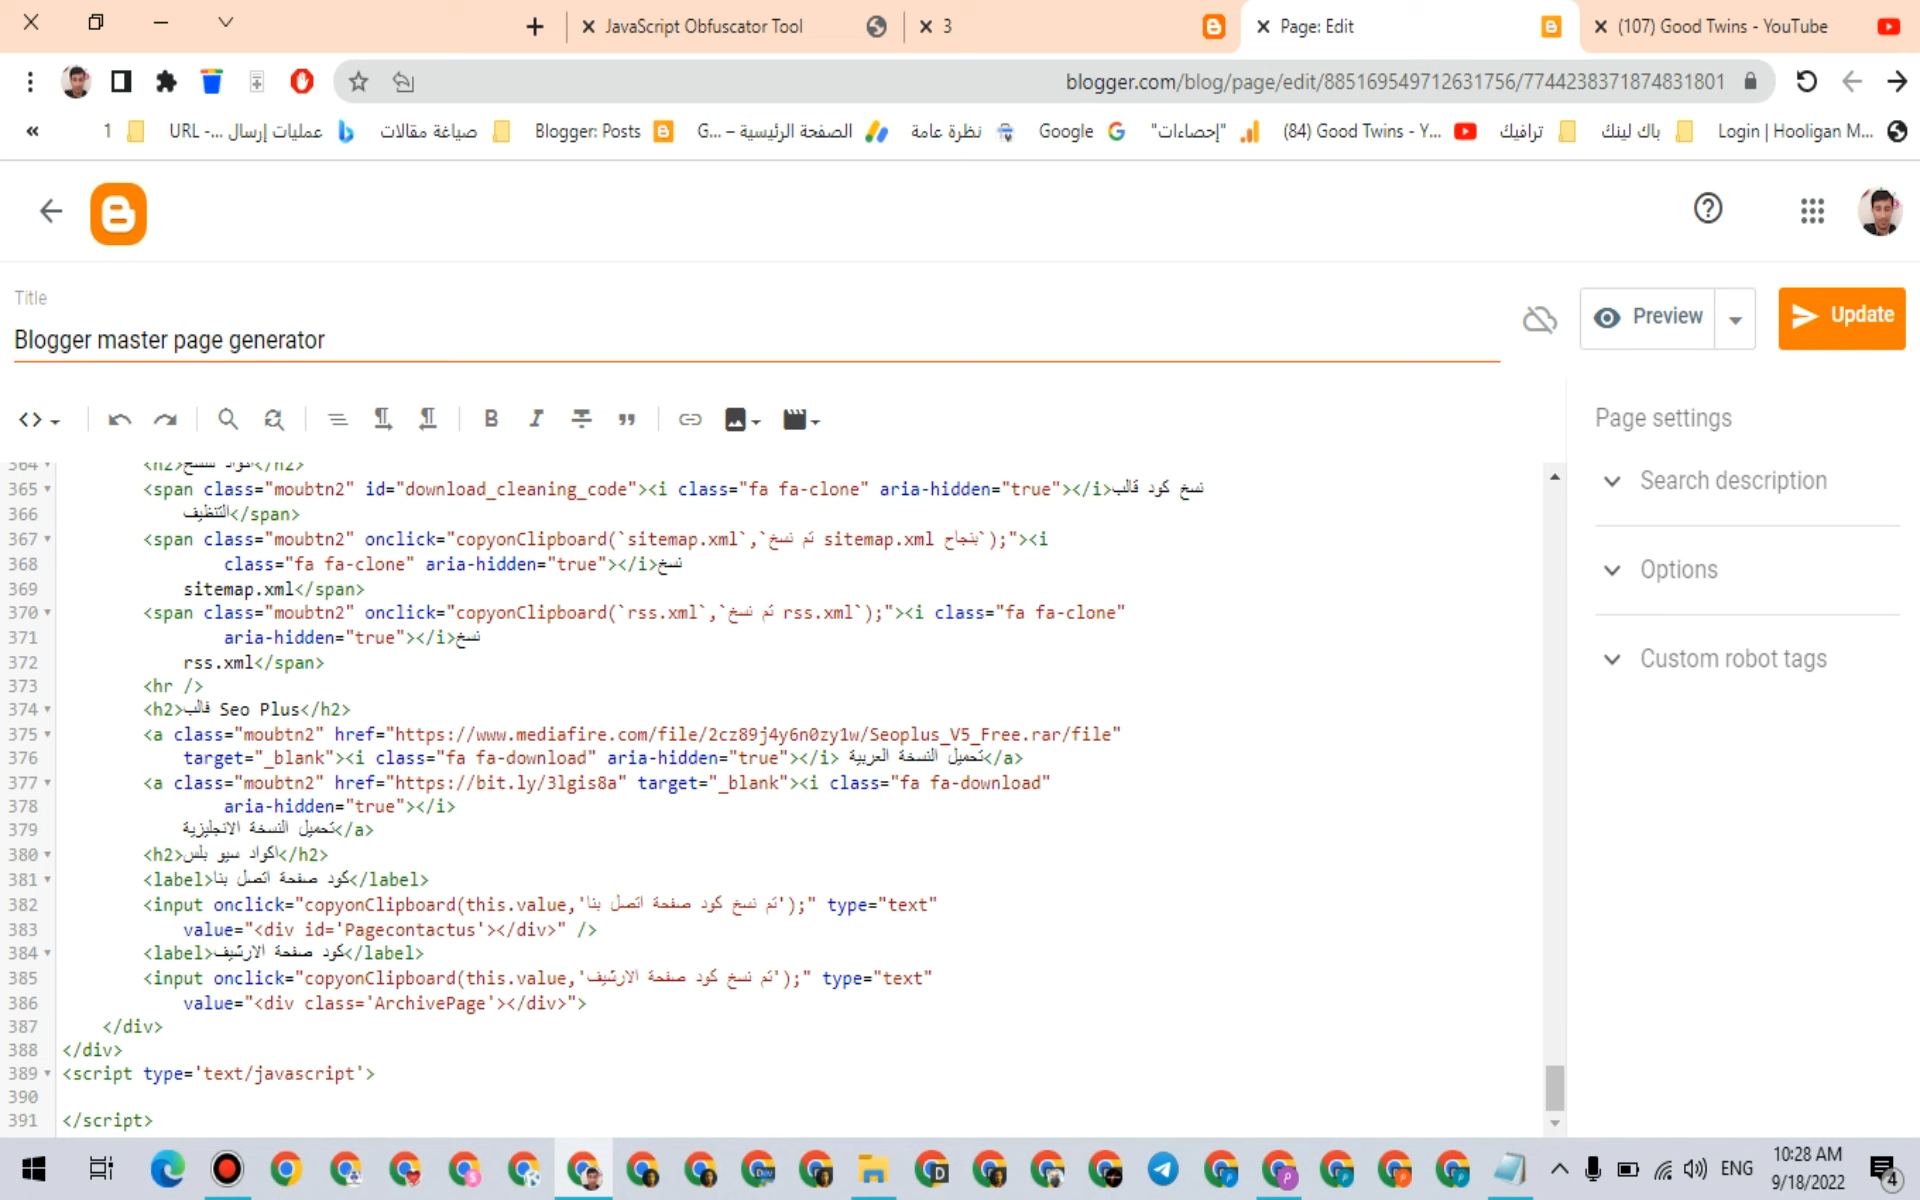 JavaScript Obfuscator Tool
3
Page: Edit
(107) Good Twins - YouTube
blogger.com/blog/page/edit/885169549712631756/7744238371874831801
« 1 عمليات إرسال ...- URL صياغة مقالات Blogger: Posts الصفحة الرئيسية – G... نظرة عامة Google "إحصاءات" (84) Good Twins - Y... ترافيك باك لينك Login | Hooligan M...
Title
Blogger master page generator
Preview
Update
Page settings
Search description
Options
Custom robot tags
364 <h2>اكواد للنسخ</h2>
365 <span class="moubtn2" id="download_cleaning_code"><i class="fa fa-clone" aria-hidden="true"></i>نسخ كود قالب
366 التنظيف</span>
367 <span class="moubtn2" onclick="copyonClipboard(`sitemap.xml`,`تم نسخ sitemap.xml بنجاح`);"><i
368 class="fa fa-clone" aria-hidden="true"></i>نسخ
369 sitemap.xml</span>
370 <span class="moubtn2" onclick="copyonClipboard(`rss.xml`,`تم نسخ rss.xml`);"><i class="fa fa-clone"
371 aria-hidden="true"></i>نسخ
372 rss.xml</span>
373 <hr />
374 <h2>قالب Seo Plus</h2>
375 <a class="moubtn2" href="https://www.mediafire.com/file/2cz89j4y6n0zy1w/Seoplus_V5_Free.rar/file"
376 target="_blank"><i class="fa fa-download" aria-hidden="true"></i> تحميل النسخة العربية</a>
377 <a class="moubtn2" href="https://bit.ly/3lgis8a" target="_blank"><i class="fa fa-download"
378 aria-hidden="true"></i>
379 تحميل النسخة الانجليزية</a>
380 <h2>اكواد سيو بلس</h2>
381 <label>كود صفحة اتصل بنا</label>
382 <input onclick="copyonClipboard(this.value,'تم نسخ كود صفحة اتصل بنا');" type="text"
383 value="<div id='Pagecontactus'></div>" />
384 <label>كود صفحة الارشيف</label>
385 <input onclick="copyonClipboard(this.value,'تم نسخ كود صفحة الارشيف');" type="text"
386 value="<div class='ArchivePage'></div>">
387 </div>
388 </div>
389 <script type='text/javascript'>
390
391 </script>
ENG
10:28 AM
9/18/2022
4